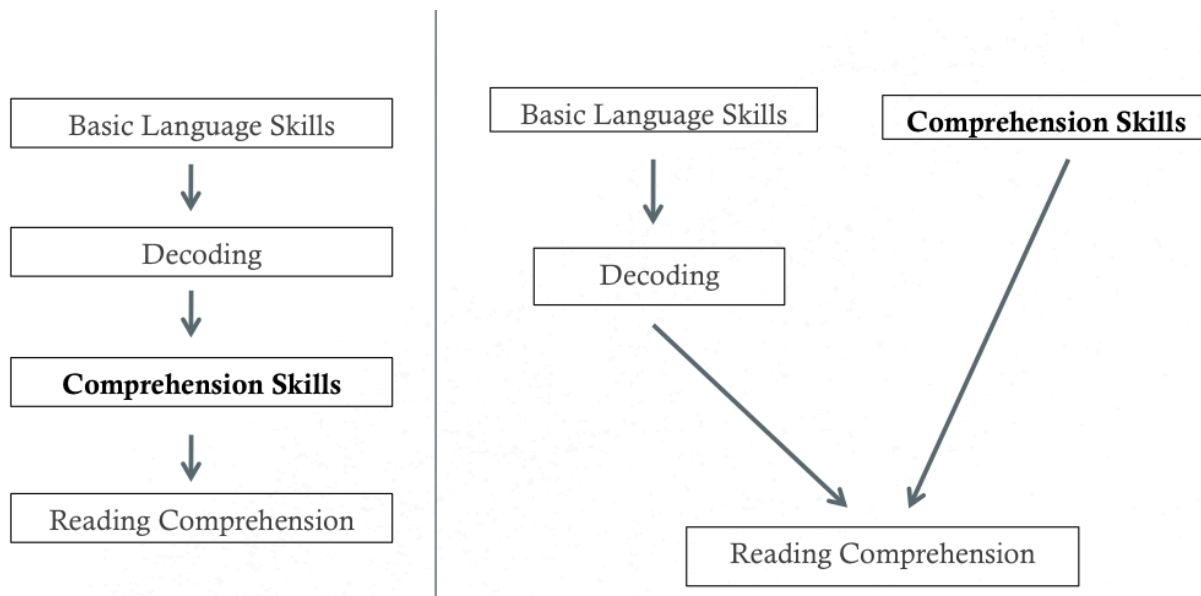 Basic Language Skills
Decoding
Comprehension Skills
Reading Comprehension
Basic Language Skills
Comprehension Skills
Decoding
Reading Comprehension